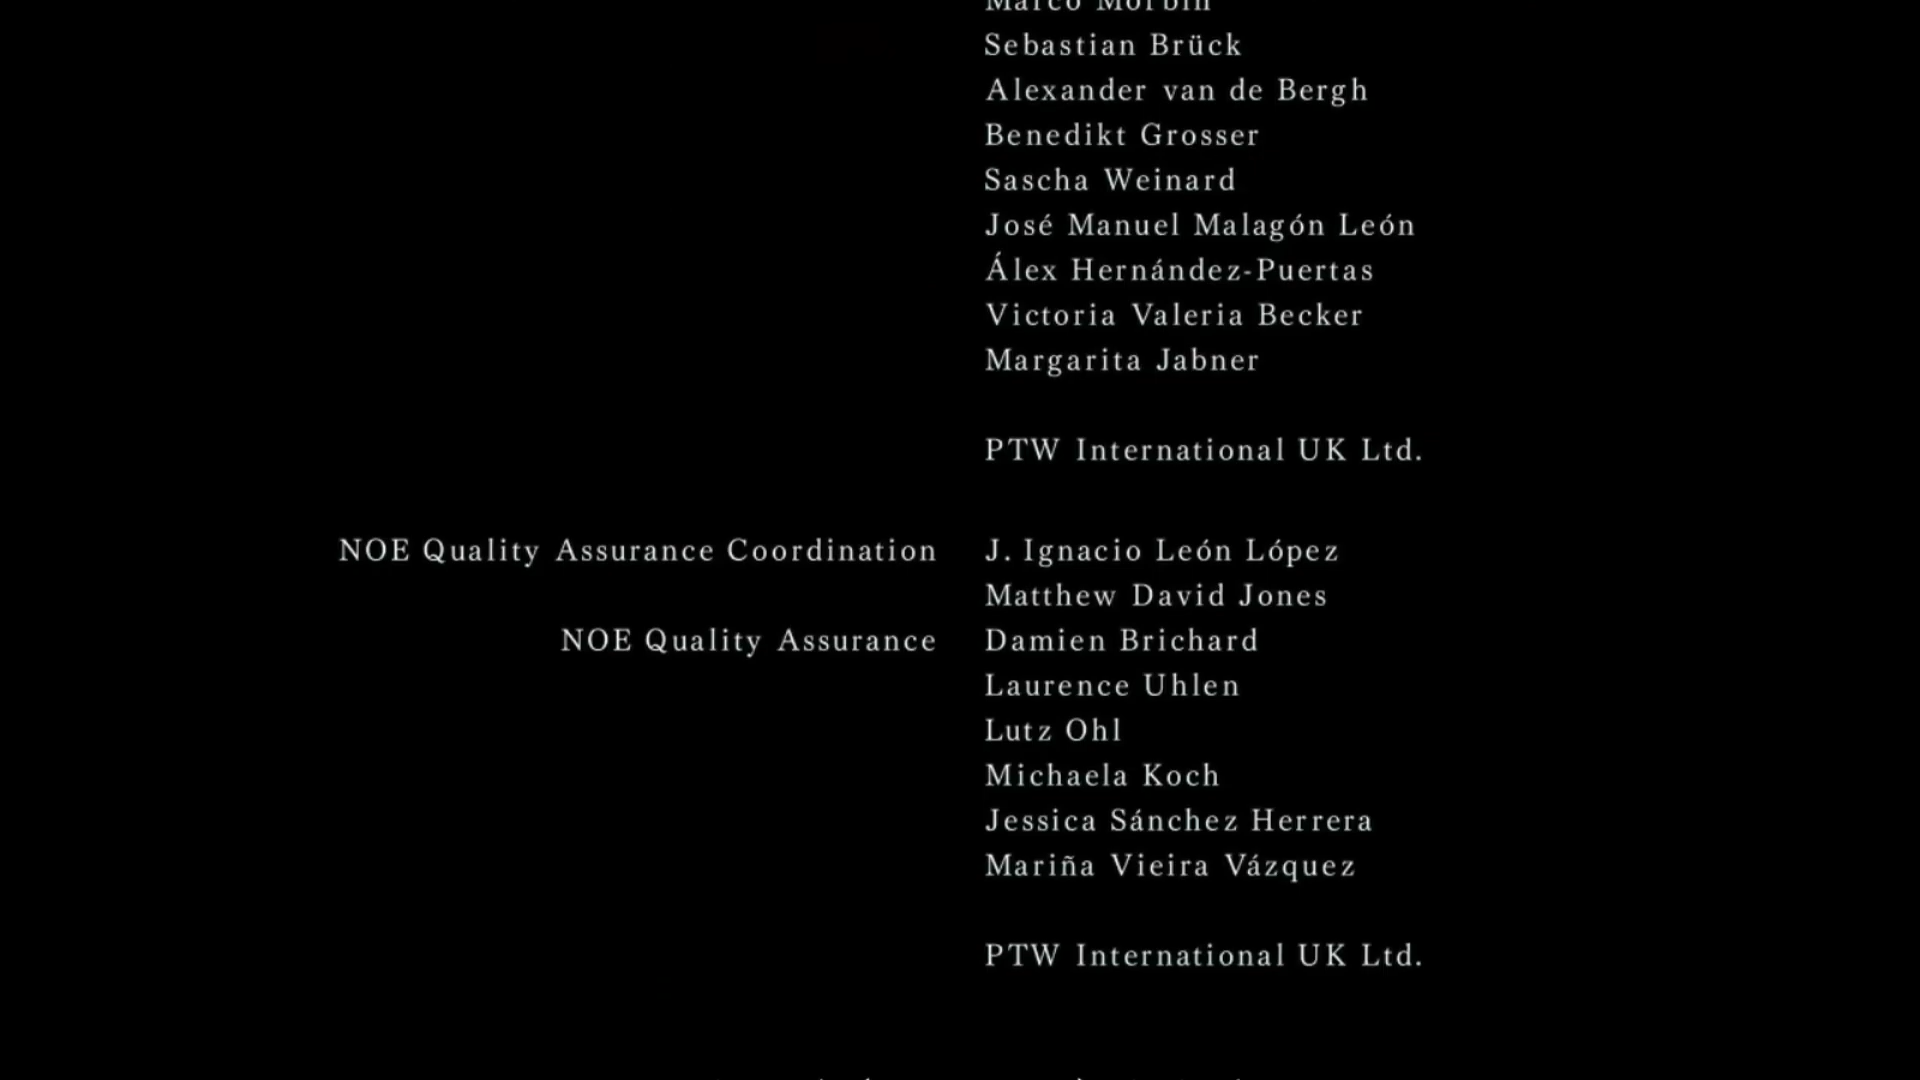 Marco Morbin
Sebastian Brück
Alexander van de Bergh
Benedikt Grosser
Sascha Weinard
José Manuel Malagón León
Álex Hernández-Puertas
Victoria Valeria Becker
Margarita Jabner
PTW International UK Ltd.
NOE Quality Assurance Coordination J. Ignacio León López
Matthew David Jones
NOE Quality Assurance Damien Brichard
Laurence Uhlen
Lutz Ohl
Michaela Koch
Jessica Sánchez Herrera
Mariña Vieira Vázquez
PTW International UK Ltd.